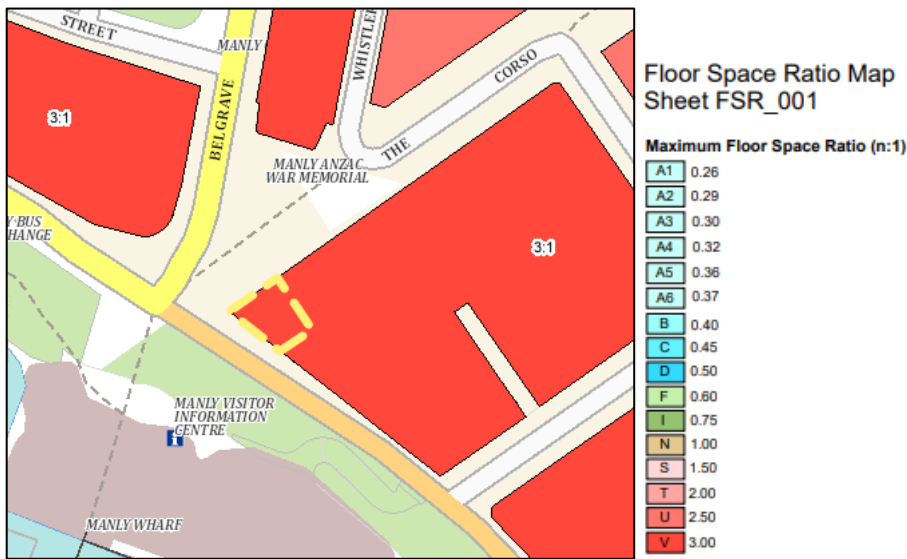 STREET
MANLY
WHISTLER
CORSO
THE
3:1
BELGRAVE
MANLY ANZAC
WAR MEMORIAL
Y BUS
HANGE
3:1
MANLY VISITOR
INFORMATION
CENTRE
i
MANLY WHARF
Floor Space Ratio Map
Sheet FSR_001
Maximum Floor Space Ratio (n:1)
A1 0.26
A2 0.29
A3 0.30
A4 0.32
A5 0.36
A6 0.37
B 0.40
C 0.45
D 0.50
F 0.60
I 0.75
N 1.00
S 1.50
T 2.00
U 2.50
V 3.00